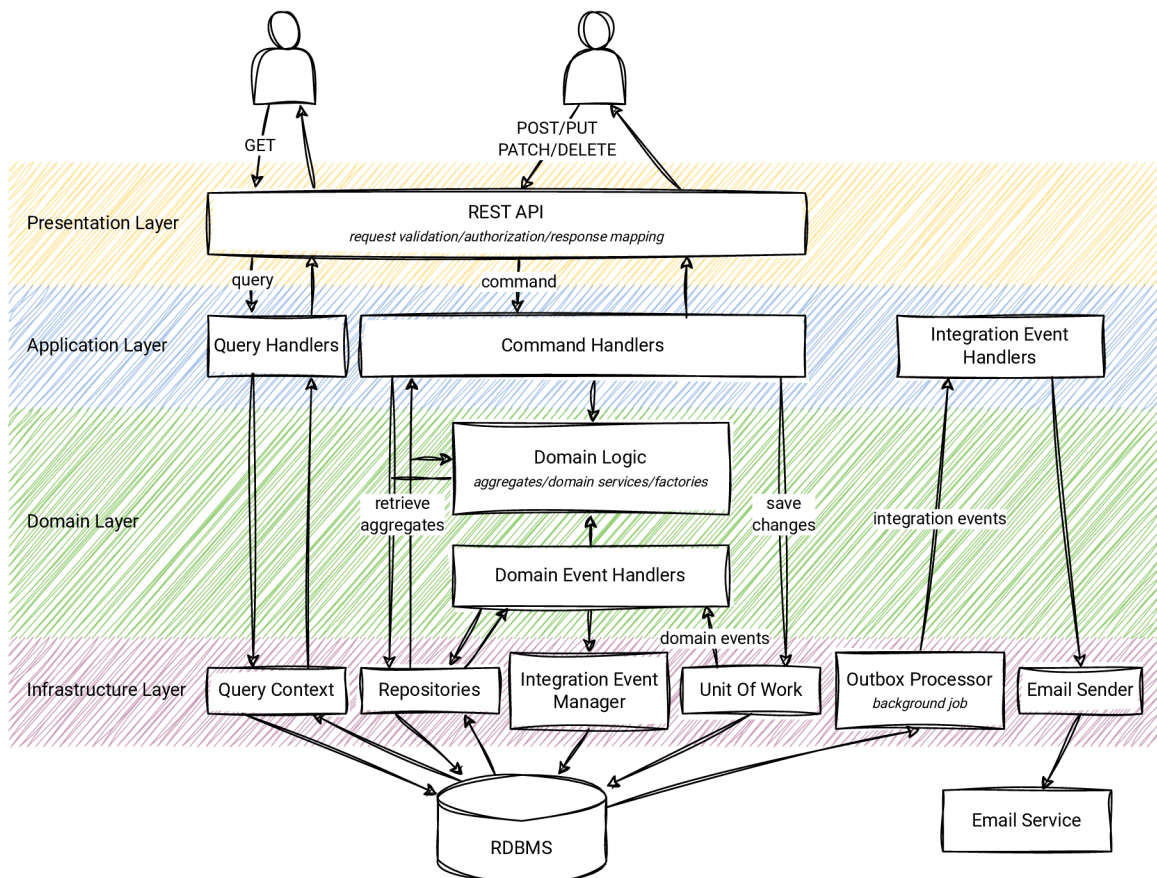 GET
POST/PUT
PATCH/DELETE
Presentation Layer
REST API
request validation/authorization/response mapping
query
command
Application Layer
Query Handlers
Command Handlers
Integration Event
Handlers
Domain Logic
aggregates/domain services/factories
retrieve
aggregates
save
changes
Domain Layer
integration events
Domain Event Handlers
domain events
Infrastructure Layer
Query Context
Repositories
Integration Event
Manager
Unit Of Work
Outbox Processor
background job
Email Sender
RDBMS
Email Service